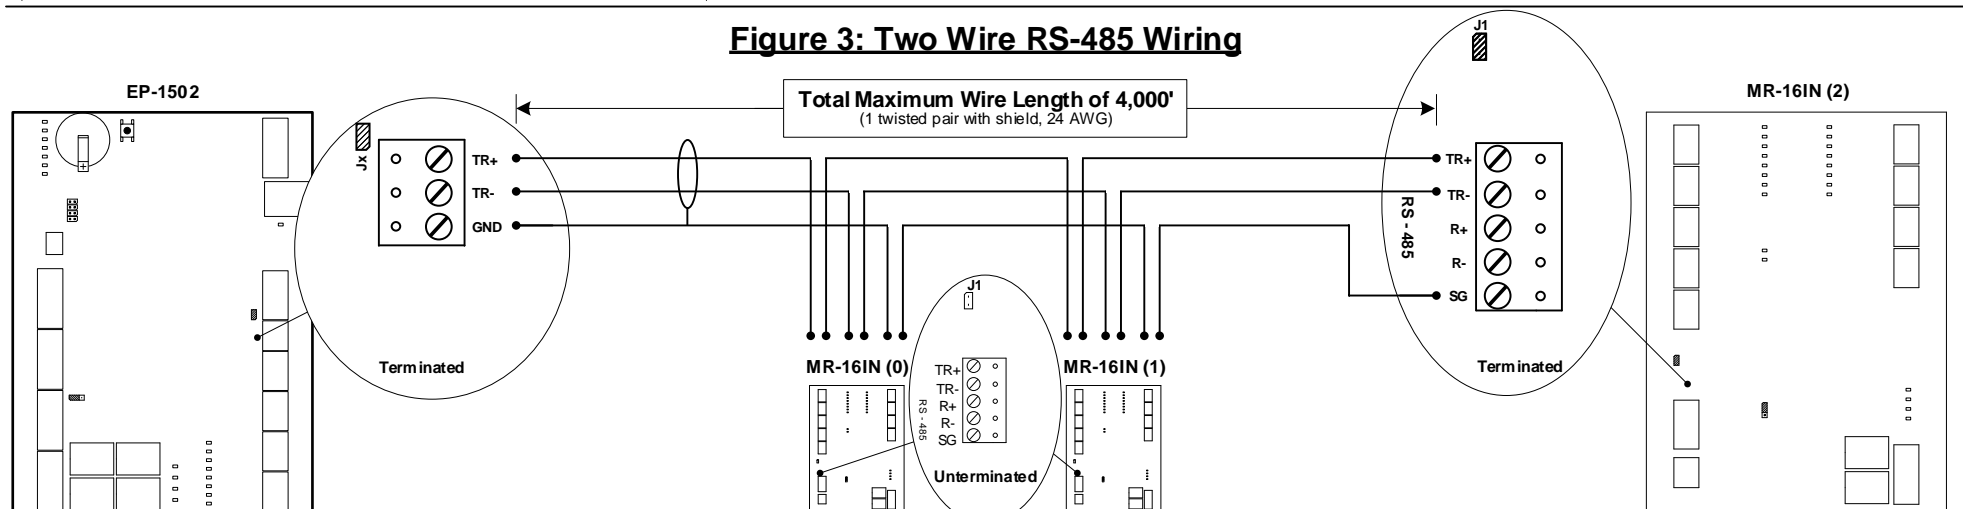 Figure 3: Two Wire RS-485 Wiring
J1
EP-1502
Total Maximum Wire Length of 4,000'
(1 twisted pair with shield, 24 AWG)
MR-16IN (2)
Jx
TR+
TR-
GND
Terminated
TR+
TR-
R+
R-
SG
RS - 485
Terminated
J1
MR-16IN (0)
TR+
TR-
R+
R-
SG
RS - 485
Unterminated
MR-16IN (1)